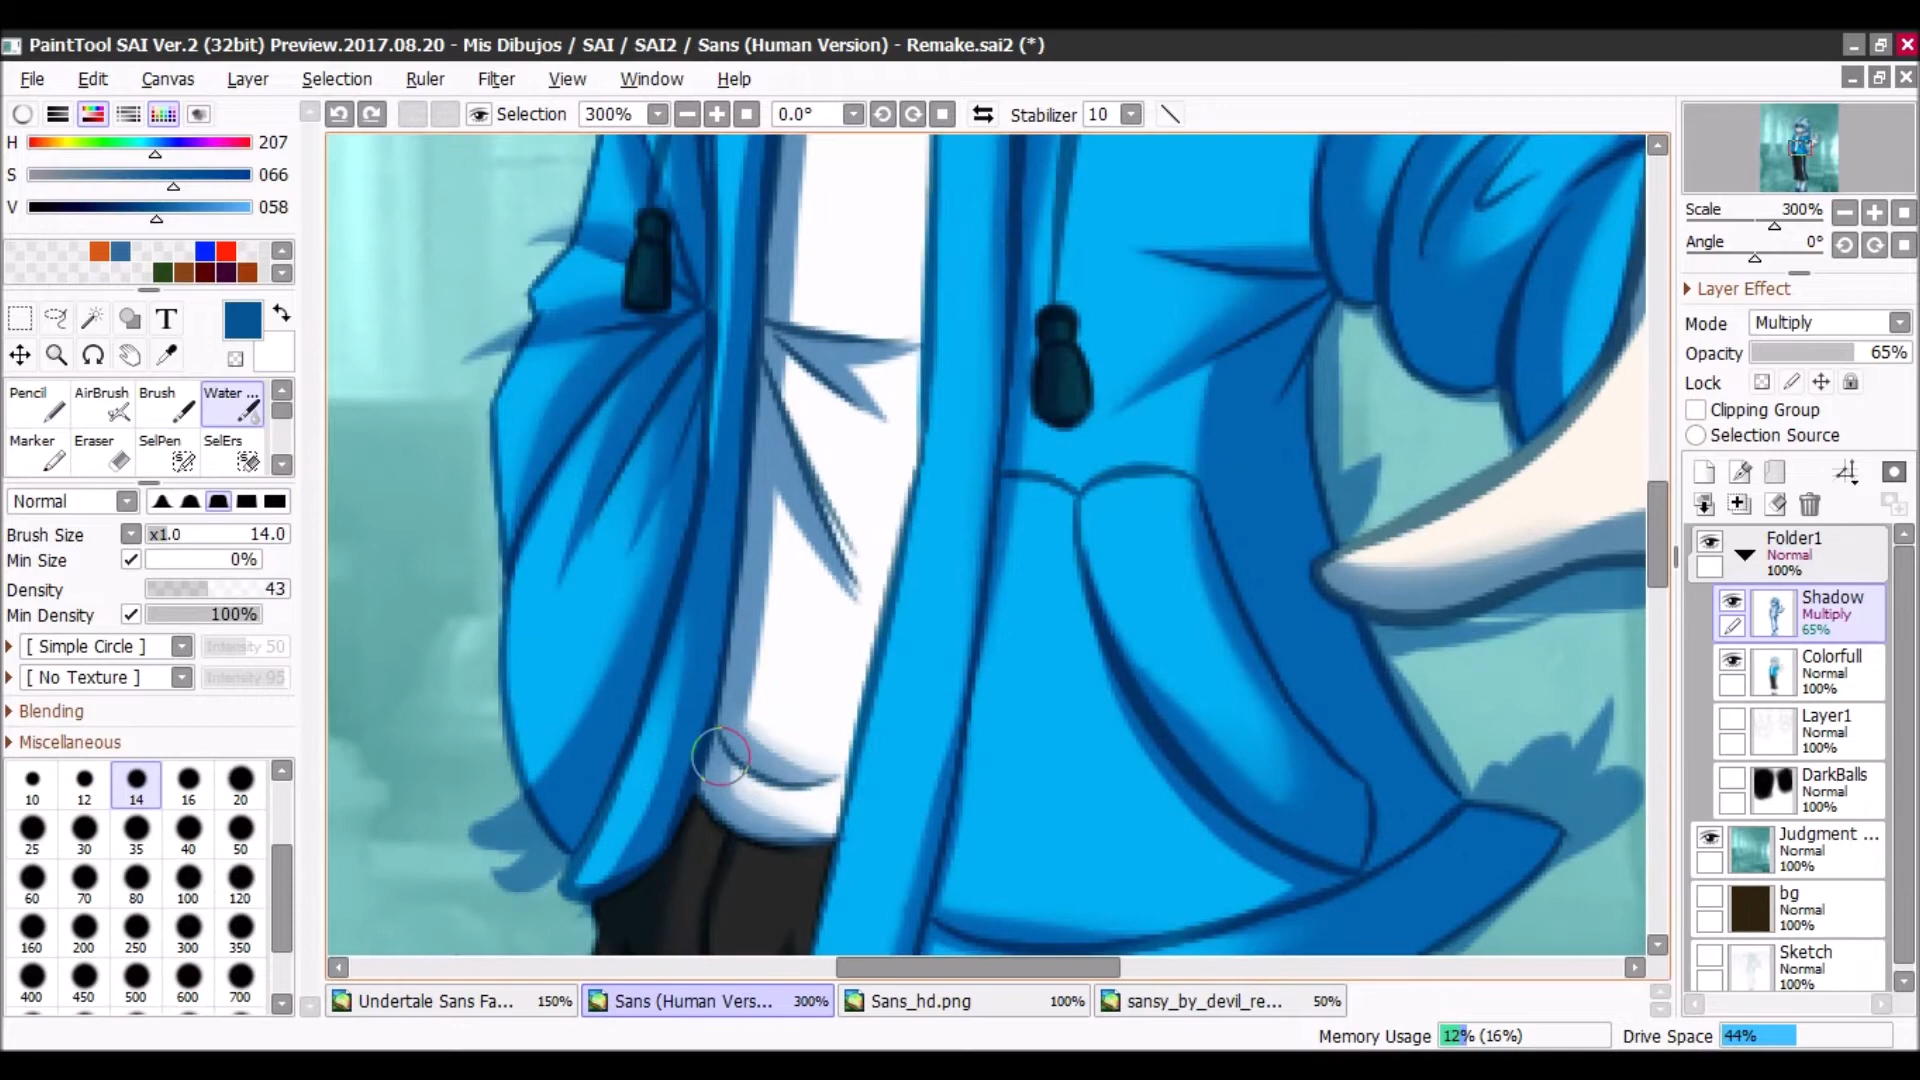 PaintTool SAI Ver.2 (32bit) Preview.2017.08.20 - Mis Dibujos / SAI / SAI2 / Sans (Human Version) - Remake.sai2 (*)
File Edit Canvas Layer Selection Ruler Filter View Window Help
Selection 300% 0.0° Stabilizer 10
H 207
S 066
V 058
Scale 300%
Angle 0°
Layer Effect
Mode Multiply
Opacity 65%
Lock
Clipping Group
Selection Source
T
Pencil AirBrush Brush Water ...
Marker Eraser SelPen SelErs
Normal
Brush Size x1.0 14.0
Min Size 0%
Density 43
Min Density 100%
[ Simple Circle ] Intensity 50
[ No Texture ] Intensity 95
Blending
Miscellaneous
10 12 14 16 20
25 30 35 40 50
60 70 80 100 120
160 200 250 300 350
400 450 500 600 700
Folder1
Normal
100%
Shadow
Multiply
65%
Colorfull
Normal
100%
Layer1
Normal
100%
DarkBalls
Normal
100%
Judgment ...
Normal
100%
bg
Normal
100%
Sketch
Normal
100%
Undertale Sans Fa... 150% Sans (Human Vers... 300% Sans_hd.png 100% sansy_by_devil_re... 50%
Memory Usage 12% (16%) Drive Space 44%